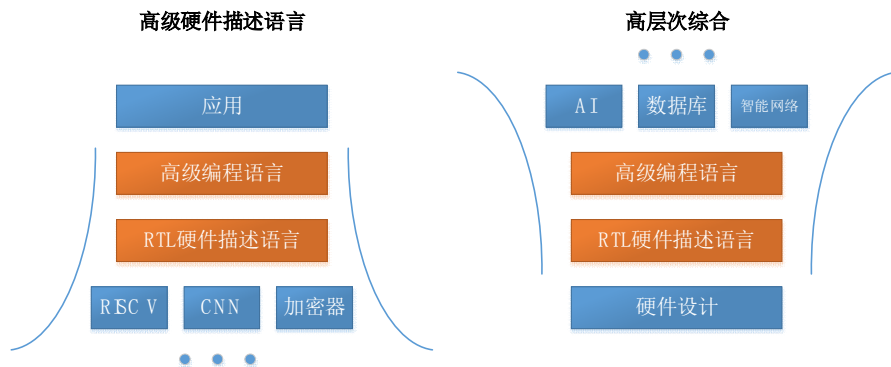 高级硬件描述语言
应用
高级编程语言
RTL硬件描述语言
RISC V CNN 加密器
高层次综合
AI 数据库 智能网络
高级编程语言
RTL硬件描述语言
硬件设计